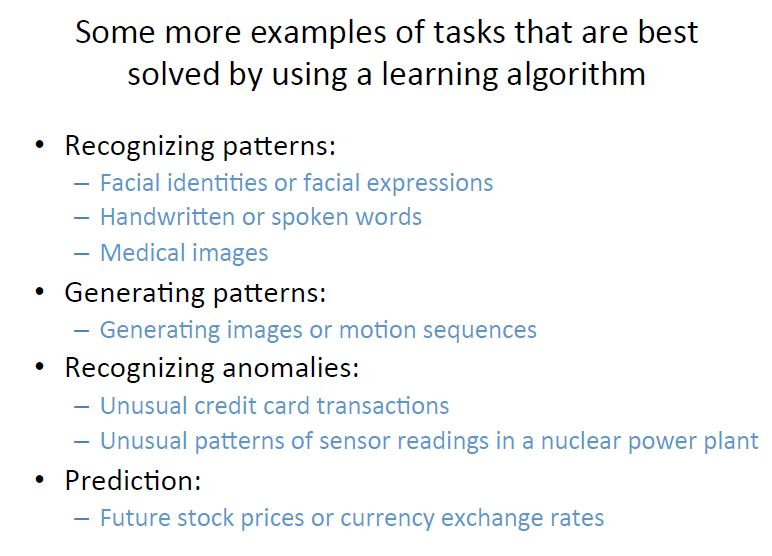 Some more examples of tasks that are best
solved by using a learning algorithm
• Recognizing patterns:
– Facial identities or facial expressions
– Handwritten or spoken words
– Medical images
• Generating patterns:
– Generating images or motion sequences
• Recognizing anomalies:
– Unusual credit card transactions
– Unusual patterns of sensor readings in a nuclear power plant
• Prediction:
– Future stock prices or currency exchange rates